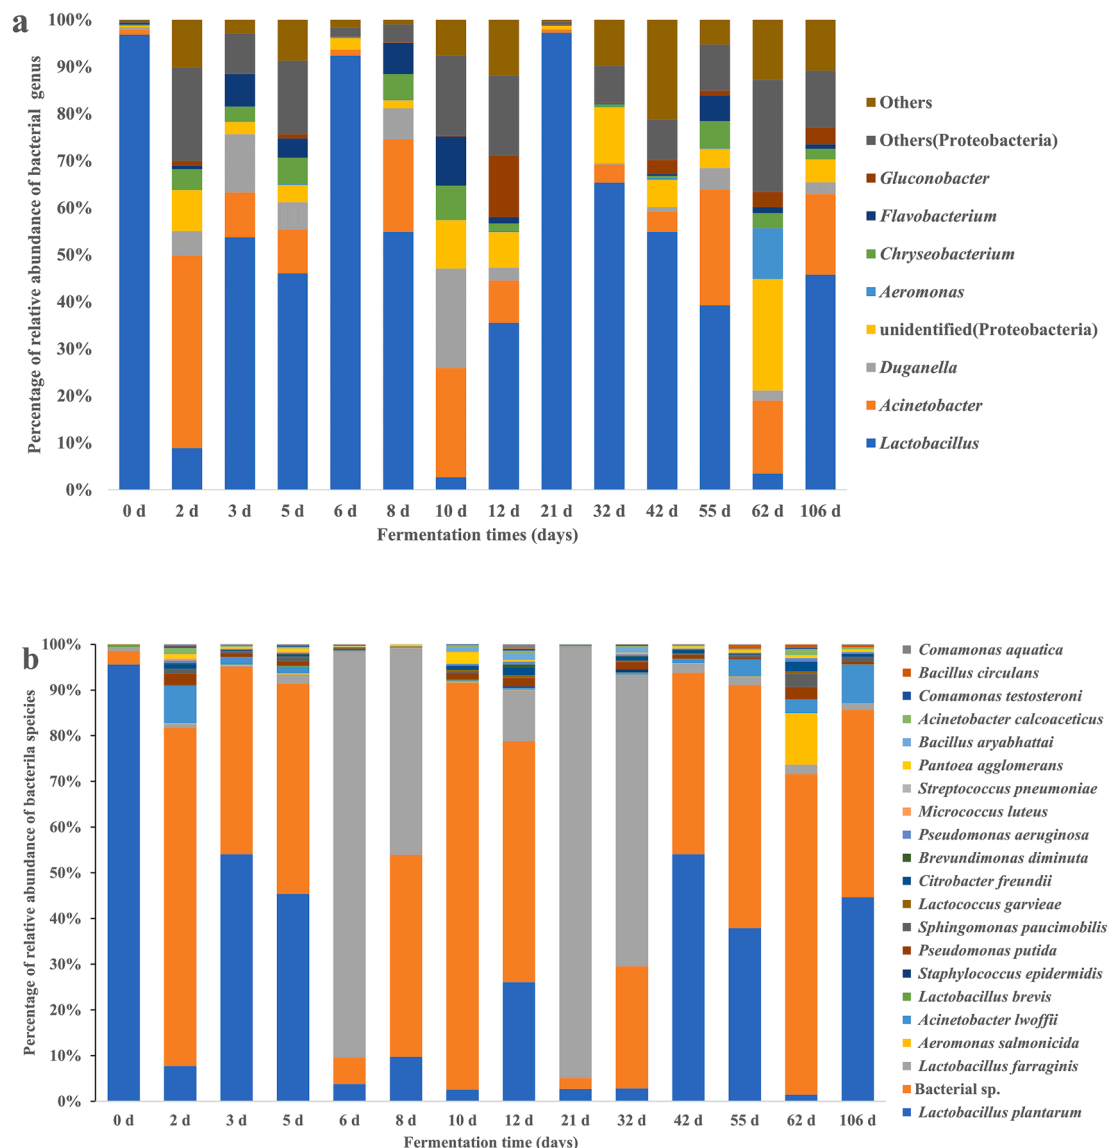 a
100%
90%
80%
70%
60%
50%
40%
30%
20%
10%
0%
Percentage of relative abundance of bacterial genus
0 d 2 d 3 d 5 d 6 d 8 d 10 d 12 d 21 d 32 d 42 d 55 d 62 d 106 d
Fermentation times (days)
Others
Others(Proteobacteria)
Gluconobacter
Flavobacterium
Chryseobacterium
Aeromonas
unidentified(Proteobacteria)
Duganella
Acinetobacter
Lactobacillus
b
100%
90%
80%
70%
60%
50%
40%
30%
20%
10%
0%
Percentage of relative abundance of bacterila speicies
0 d 2 d 3 d 5 d 6 d 8 d 10 d 12 d 21 d 32 d 42 d 55 d 62 d 106 d
Fermentation time (days)
Comamonas aquatica
Bacillus circulans
Comamonas testosteroni
Acinetobacter calcoaceticus
Bacillus aryabhattai
Pantoea agglomerans
Streptococcus pneumoniae
Micrococcus luteus
Pseudomonas aeruginosa
Brevundimonas diminuta
Citrobacter freundii
Lactococcus garvieae
Sphingomonas paucimobilis
Pseudomonas putida
Staphylococcus epidermidis
Lactobacillus brevis
Acinetobacter lwoffii
Aeromonas salmonicida
Lactobacillus farraginis
Bacterial sp.
Lactobacillus plantarum